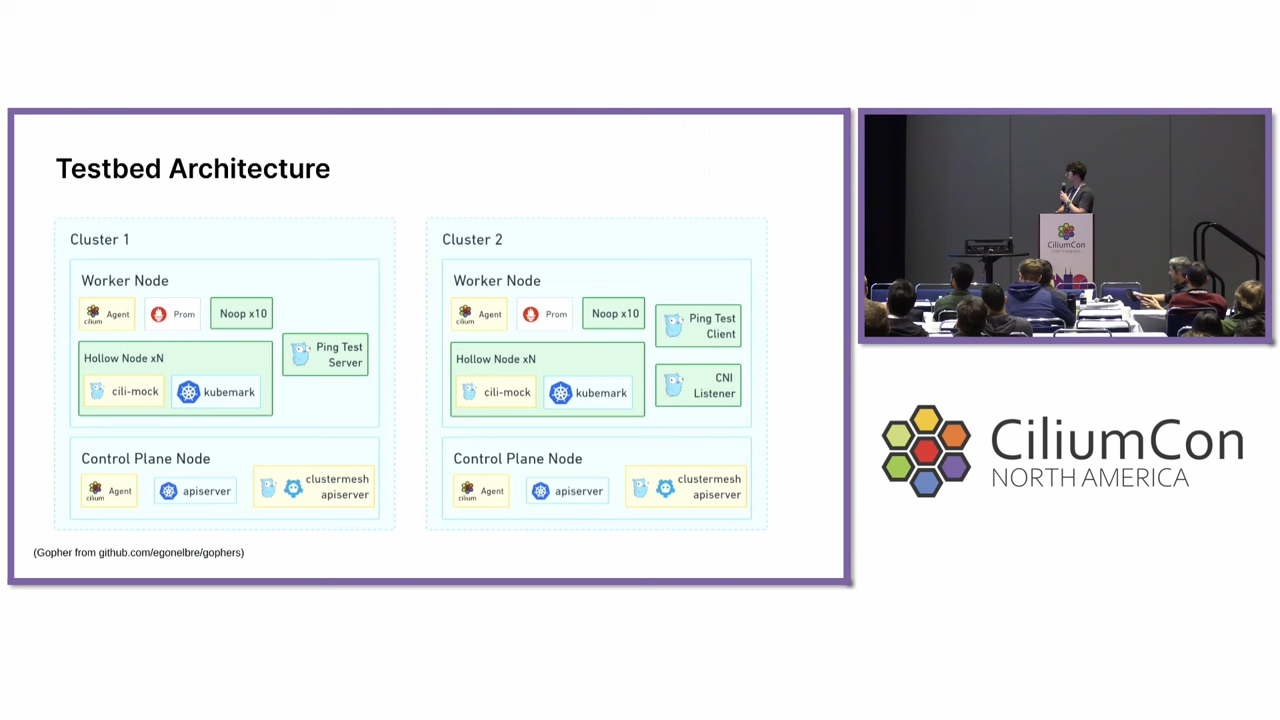 Testbed Architecture
Cluster 1
Worker Node
cilium
Agent
Prom
Noop x10
Hollow Node xN
cili-mock
kubemark
Ping Test
Server
Control Plane Node
cilium
Agent
apiserver
clustermesh
apiserver
Cluster 2
Worker Node
cilium
Agent
Prom
Noop x10
Hollow Node xN
cili-mock
kubemark
Ping Test
Client
CNI
Listener
Control Plane Node
cilium
Agent
apiserver
clustermesh
apiserver
(Gopher from github.com/egonelbre/gophers)
CiliumCon
NORTH AMERICA
CiliumCon
NORTH AMERICA